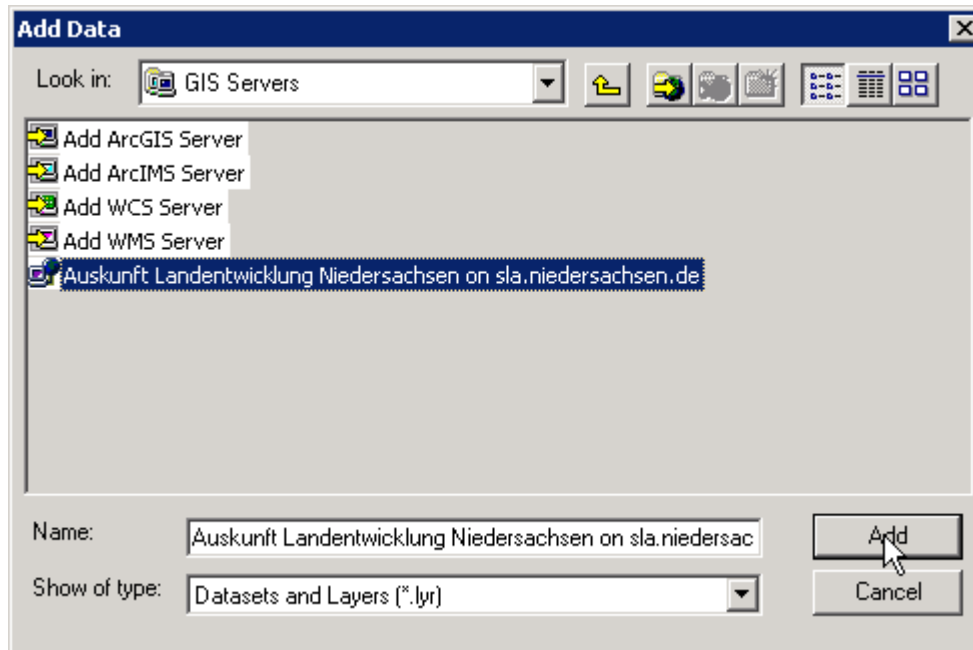 Add Data
Look in: GIS Servers
Add ArcGIS Server
Add ArcIMS Server
Add WCS Server
Add WMS Server
Auskunft Landentwicklung Niedersachsen on sla.niedersachsen.de
Name: Auskunft Landentwicklung Niedersachsen on sla.niedersac Add
Show of type: Datasets and Layers (*.lyr) Cancel